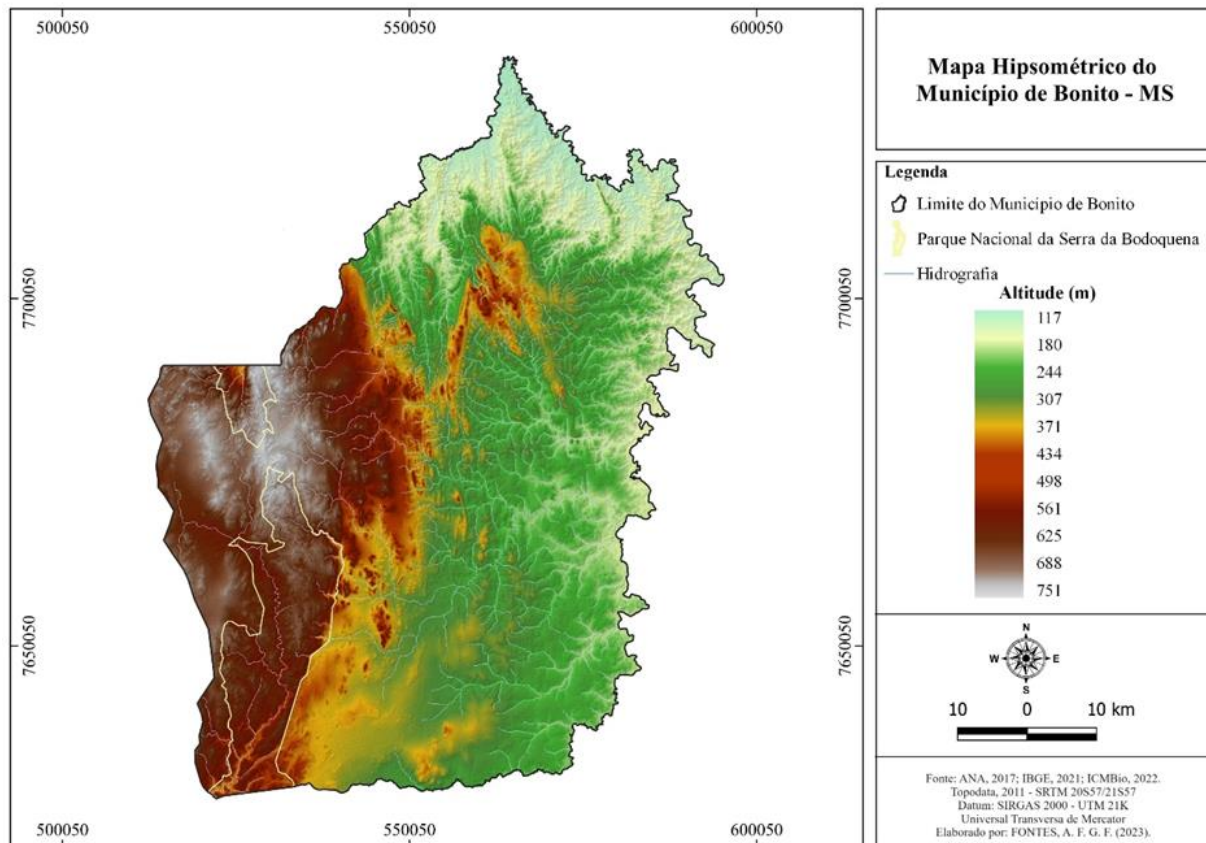 500050
550050
600050
7700050
7650050
7700050
7650050
500050
550050
600050
Mapa Hipsométrico do
Município de Bonito - MS
Legenda
Limite do Municipio de Bonito
Parque Nacional da Serra da Bodoquena
Hidrografia
Altitude (m)
117
180
244
307
371
434
498
561
625
688
751
N
W
E
S
10 0 10 km
Fonte: ANA, 2017; IBGE, 2021; ICMBio, 2022.
Topodata, 2011 - SRTM 20S57/21S57
Datum: SIRGAS 2000 - UTM 21K
Universal Transversa de Mercator
Elaborado por: FONTES, A. F. G. F. (2023).